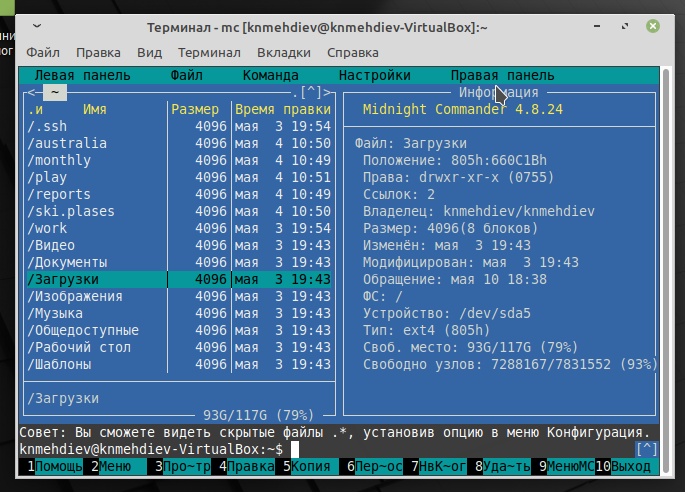 Терминал - mc [knmehdiev@knmehdiev-VirtualBox]:~
Файл Правка Вид Терминал Вкладки Справка
Левая панель Файл Команда Настройки Правая панель
<─ ~ .[^]> Информация
.и Имя Размер Время правки Midnight Commander 4.8.24
/.ssh 4096 мая 3 19:54
/australia 4096 мая 4 10:50 Файл: Загрузки
/monthly 4096 мая 4 10:49 Положение: 805h:660C1Bh
/play 4096 мая 4 10:51 Права: drwxr-xr-x (0755)
/reports 4096 мая 4 10:49 Ссылок: 2
/ski.plases 4096 мая 4 10:50 Владелец: knmehdiev/knmehdiev
/work 4096 мая 3 19:54 Размер: 4096(8 блоков)
/Видео 4096 мая 3 19:43 Изменён: мая 3 19:43
/Документы 4096 мая 3 19:43 Модифицирован: мая 3 19:43
/Загрузки 4096 мая 3 19:43 Обращение: мая 10 18:38
/Изображения 4096 мая 3 19:43 ФС: /
/Музыка 4096 мая 3 19:43 Устройство: /dev/sda5
/Общедоступные 4096 мая 3 19:43 Тип: ext4 (805h)
/Рабочий стол 4096 мая 3 19:43 Своб. место: 93G/117G (79%)
/Шаблоны 4096 мая 3 19:43 Свободно узлов: 7288167/7831552 (93%)
/Загрузки
93G/117G (79%)
Совет: Вы сможете видеть скрытые файлы .*, установив опцию в меню Конфигурация.
knmehdiev@knmehdiev-VirtualBox:~$ [^]
1Помощь 2Меню 3Про~тр 4Правка 5Копия 6Пер~ос 7НвК~ог 8Уда~ть 9МенюМС 10Выход